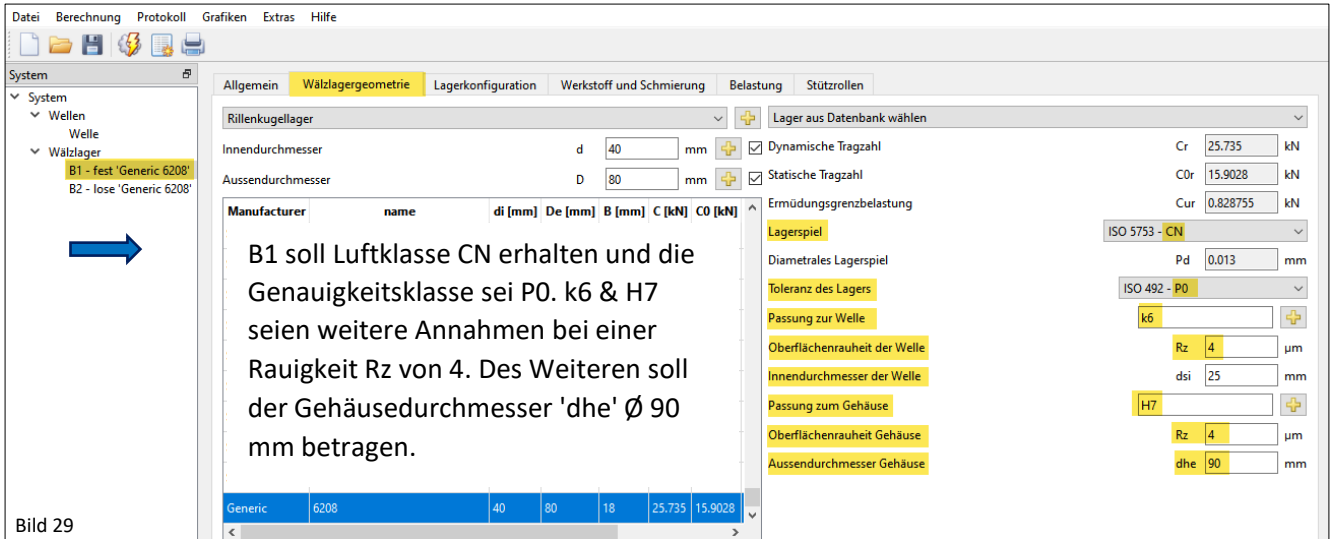 Datei Berechnung Protokoll Grafiken Extras Hilfe
System
System
Wellen
Welle
Wälzlager
B1 - fest 'Generic 6208'
B2 - lose 'Generic 6208'
Allgemein Wälzlagergeometrie Lagerkonfiguration Werkstoff und Schmierung Belastung Stützrollen
Rillenkugellager
Innendurchmesser d 40 mm
Aussendurchmesser D 80 mm
Manufacturer name di [mm] De [mm] B [mm] C [kN] C0 [kN]
B1 soll Luftklasse CN erhalten und die
Genauigkeitsklasse sei P0. k6 & H7
seien weitere Annahmen bei einer
Rauigkeit Rz von 4. Des Weiteren soll
der Gehäusedurchmesser 'dhe' Ø 90
mm betragen.
Generic 6208 40 80 18 25.735 15.9028
Lager aus Datenbank wählen
Dynamische Tragzahl Cr 25.735 kN
Statische Tragzahl C0r 15.9028 kN
Ermüdungsgrenzbelastung Cur 0.828755 kN
Lagerspiel ISO 5753 - CN
Diametrales Lagerspiel Pd 0.013 mm
Toleranz des Lagers ISO 492 - P0
Passung zur Welle k6
Oberflächenrauheit der Welle Rz 4 µm
Innendurchmesser der Welle dsi 25 mm
Passung zum Gehäuse H7
Oberflächenrauheit Gehäuse Rz 4 µm
Aussendurchmesser Gehäuse dhe 90 mm
Bild 29